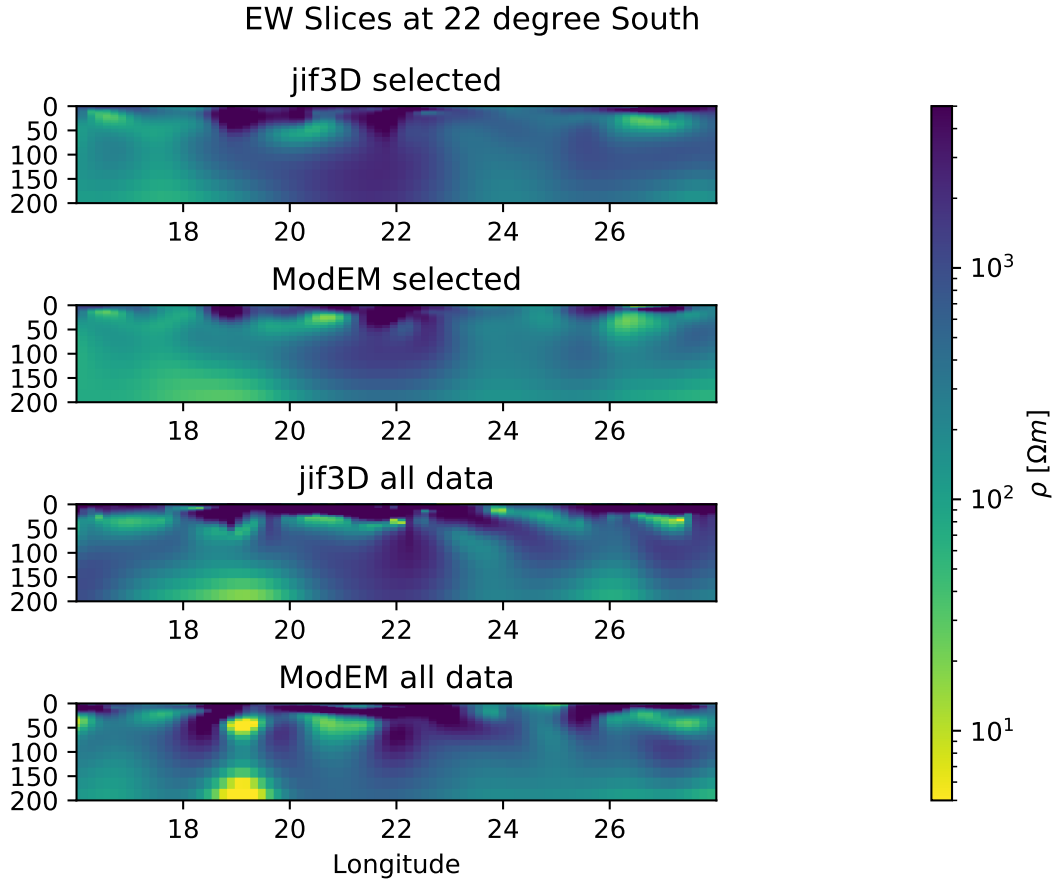 EW Slices at 22 degree South
jif3D selected
0
50
100
150
200
18 20 22 24 26
ModEM selected
0
50
100
150
200
18 20 22 24 26
jif3D all data
0
50
100
150
200
18 20 22 24 26
ModEM all data
0
50
100
150
200
18 20 22 24 26
Longitude
10³
10²
10¹
ρ [Ωm]